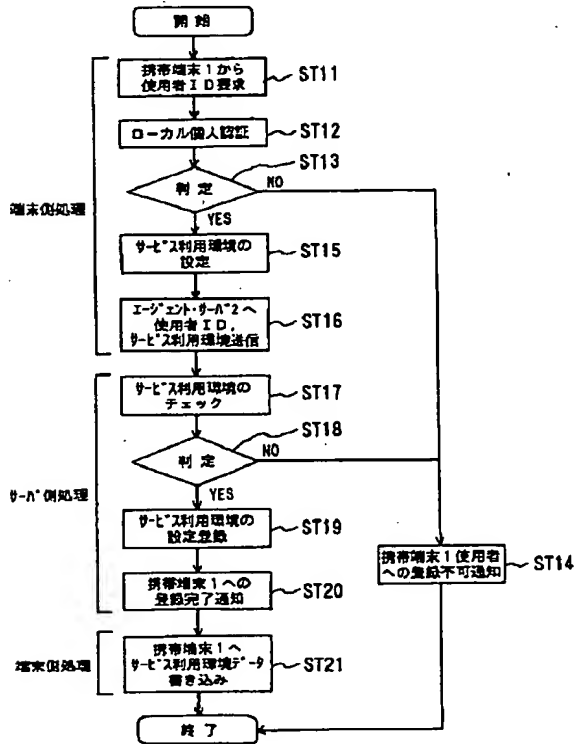 開 始
携帯端末1から
使用者ID要求
ST11
ローカル個人認証
ST12
ST13
判 定
NO
YES
端末側処理
サービス利用環境の
設定
ST15
エージェント・サーバ2へ
使用者ID,
サービス利用環境送信
ST16
サービス利用環境の
チェック
ST17
ST18
判 定
NO
YES
サーバ側処理
サービス利用環境の
設定登録
ST19
携帯端末1使用者
への登録不可通知
ST14
携帯端末1への
登録完了通知
ST20
端末側処理
携帯端末1へ
サービス利用環境データ
書き込み
ST21
終 了